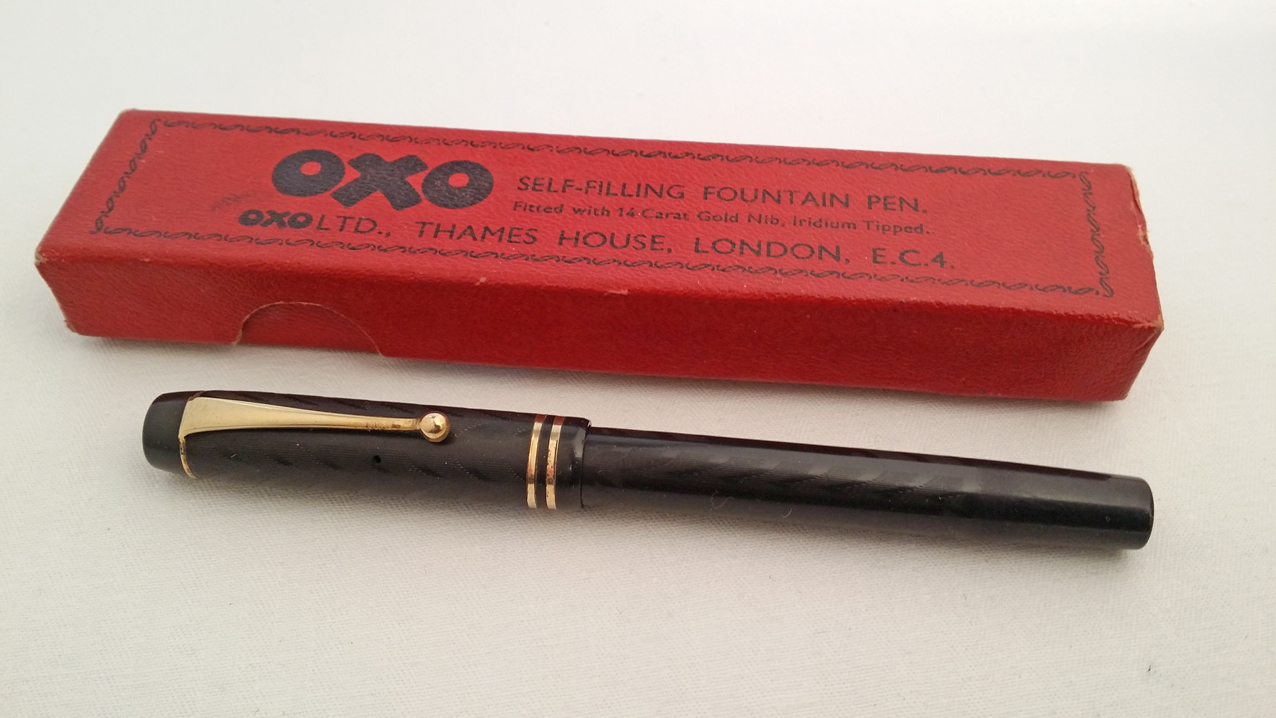 OXO SELF-FILLING FOUNTAIN PEN.
Fitted with 14 Carat Gold Nib, Iridium Tipped.
OXO LTD., THAMES HOUSE, LONDON, E.C.4.